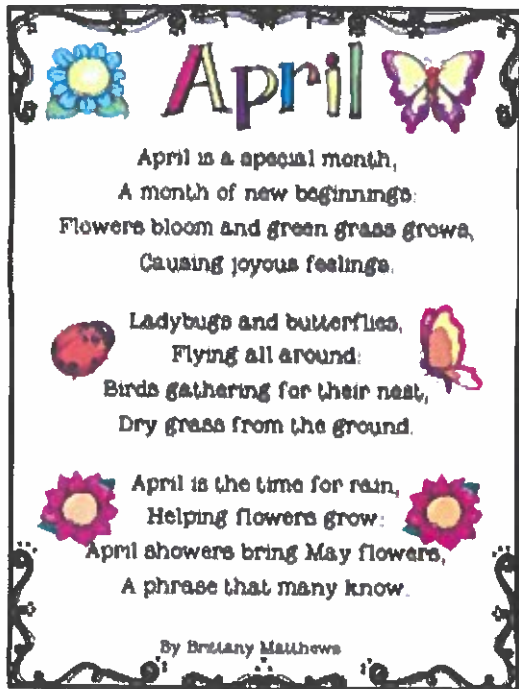 April
April is a special month,
A month of new beginnings:
Flowers bloom and green grass grows,
Causing joyous feelings.
Ladybugs and butterflies,
Flying all around:
Birds gathering for their nest,
Dry grass from the ground.
April is the time for rain,
Helping flowers grow:
April showers bring May flowers,
A phrase that many know.
By Brittany Matthews